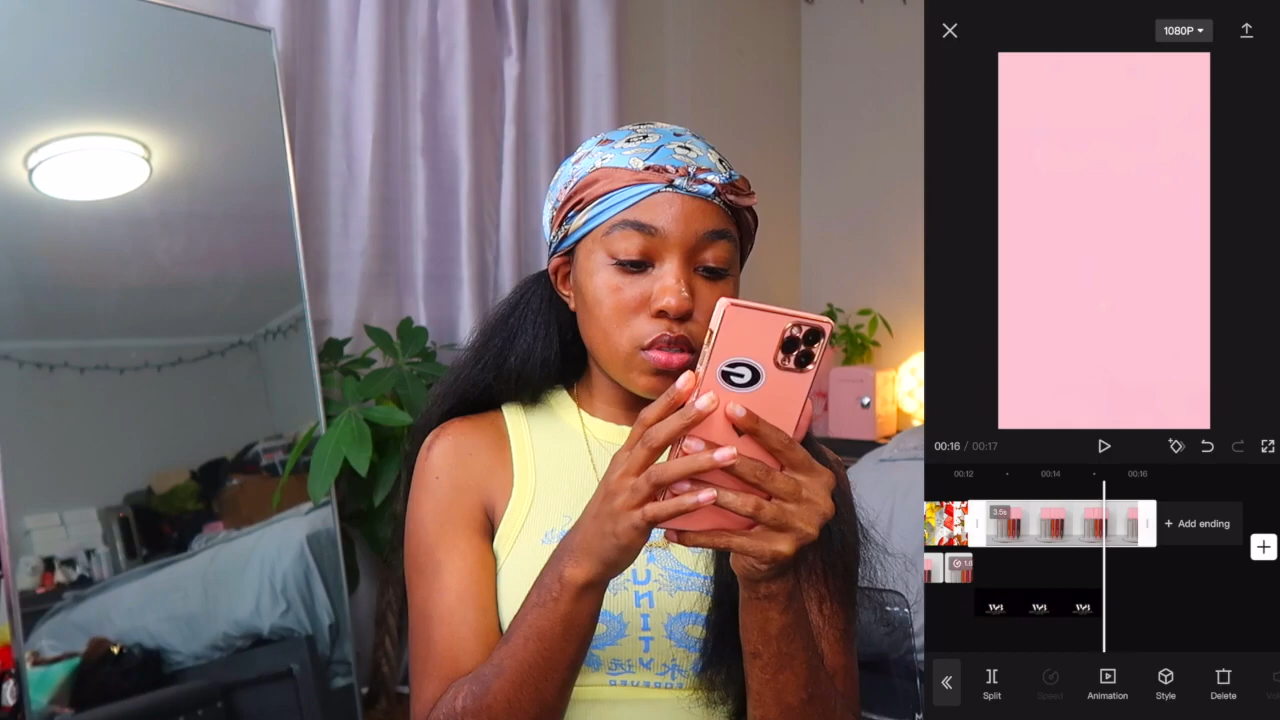 G
UNITY
FOREVER
1080P
00:16 / 00:17
00:12
00:14
00:16
3.5s
+ Add ending
Split
Speed
Animation
Style
Delete